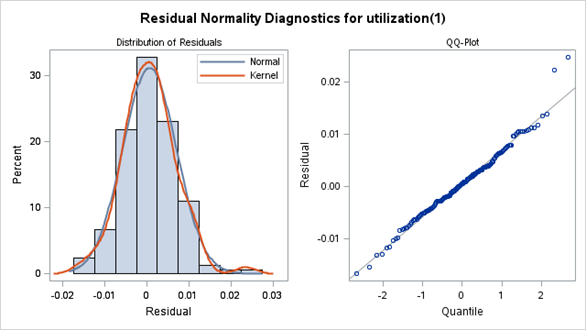 Residual Normality Diagnostics for utilization(1)
Distribution of Residuals
Normal
Kernel
Percent
30
20
10
0
-0.02 -0.01 0 0.01 0.02 0.03
Residual
QQ-Plot
Residual
0.02
0.01
0.00
-0.01
-2 -1 0 1 2
Quantile